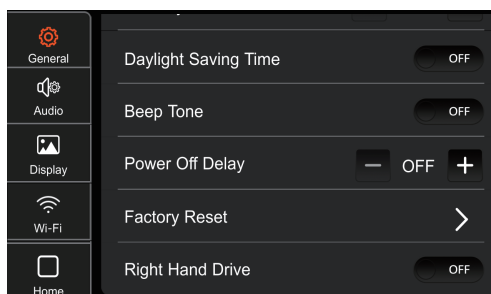 General
Audio
Display
Wi-Fi
Home
Daylight Saving Time OFF
Beep Tone OFF
Power Off Delay − OFF +
Factory Reset
Right Hand Drive OFF